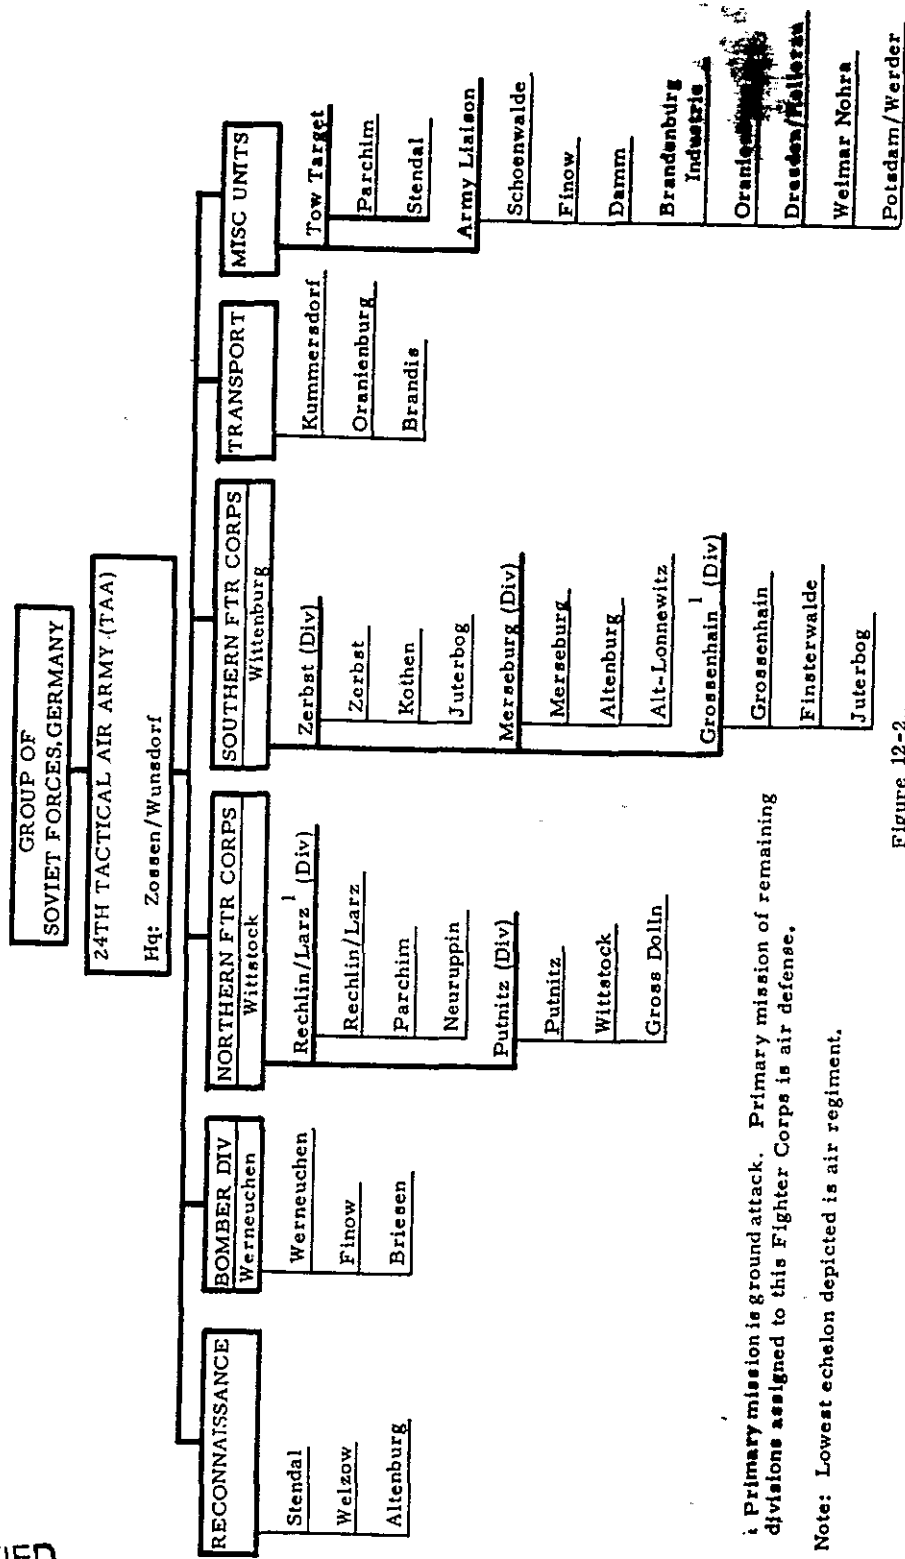 GROUP OF
SOVIET FORCES, GERMANY
24TH TACTICAL AIR ARMY (TAA)
Hq: Zossen/Wunsdorf
RECONNAISSANCE
Stendal
Welzow
Altenburg
BOMBER DIV
Werneuchen
Werneuchen
Finow
Briesen
NORTHERN FTR CORPS
Wittstock
Rechlin/Larz 1 (Div)
Rechlin/Larz
Parchim
Neuruppin
Putnitz (Div)
Putnitz
Wittstock
Gross Dolln
SOUTHERN FTR CORPS
Wittenburg
Zerbst (Div)
Zerbst
Kothen
Juterbog
Merseburg (Div)
Merseburg
Altenburg
Alt-Lonnewitz
Grossenhain 1 (Div)
Grossenhain
Finsterwalde
Juterbog
TRANSPORT
Kummersdorf
Oranienburg
Brandis
MISC UNITS
Tow Target
Parchim
Stendal
Army Liaison
Schoenwalde
Finow
Damm
Brandenburg
Industrie
Dresden/Hellerau
Weimar Nohra
Potsdam/Werder
1 Primary mission is ground attack. Primary mission of remaining
divisions assigned to this Fighter Corps is air defense.
Note: Lowest echelon depicted is air regiment.
Figure 12-2